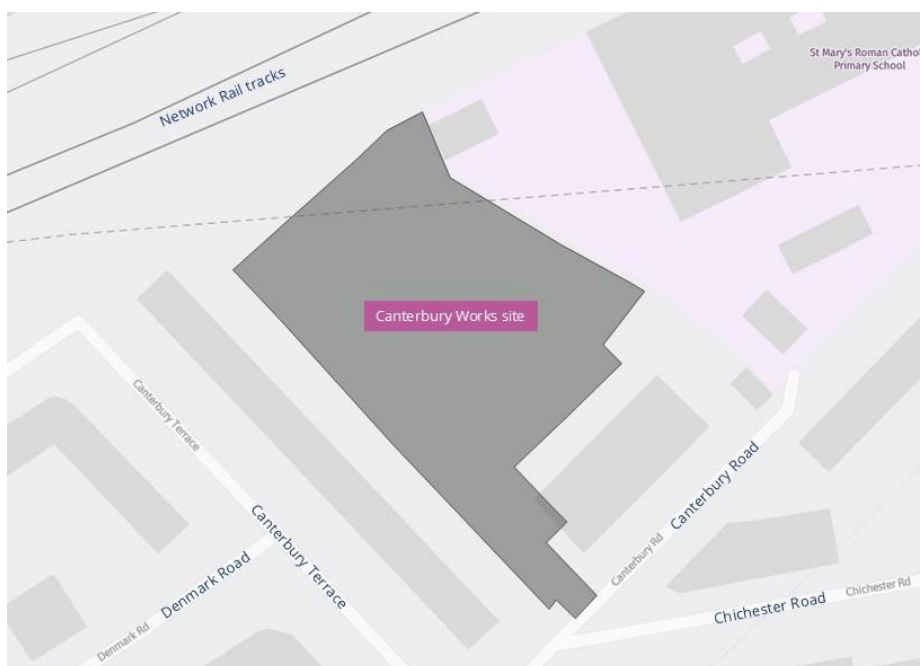 St Mary's Roman Cathol
Primary School
Network Rail tracks
Canterbury Works site
Canterbury Terrace
Canterbury Road
Canterbury Terrace
Canterbury Rd
Denmark Road
Chichester Rd
Chichester Road
Denmark Rd